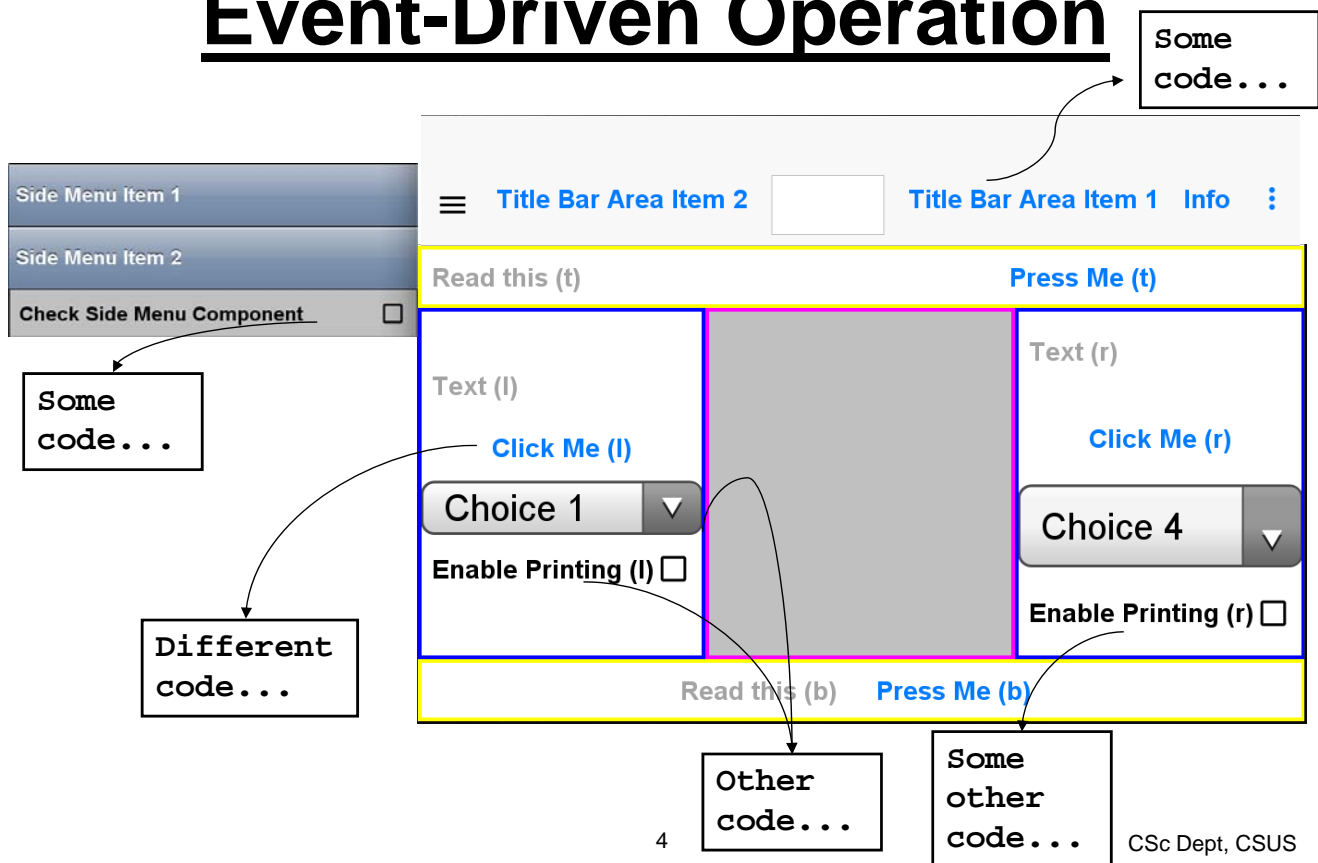 Event-Driven Operation
Some
code...
Side Menu Item 1
Side Menu Item 2
Check Side Menu Component
Some
code...
Title Bar Area Item 2
Title Bar Area Item 1
Info
Read this (t)
Press Me (t)
Text (l)
Click Me (l)
Choice 1
Enable Printing (l)
Text (r)
Click Me (r)
Choice 4
Enable Printing (r)
Read this (b)
Press Me (b)
Different
code...
Other
code...
Some
other
code...
4
CSc Dept, CSUS